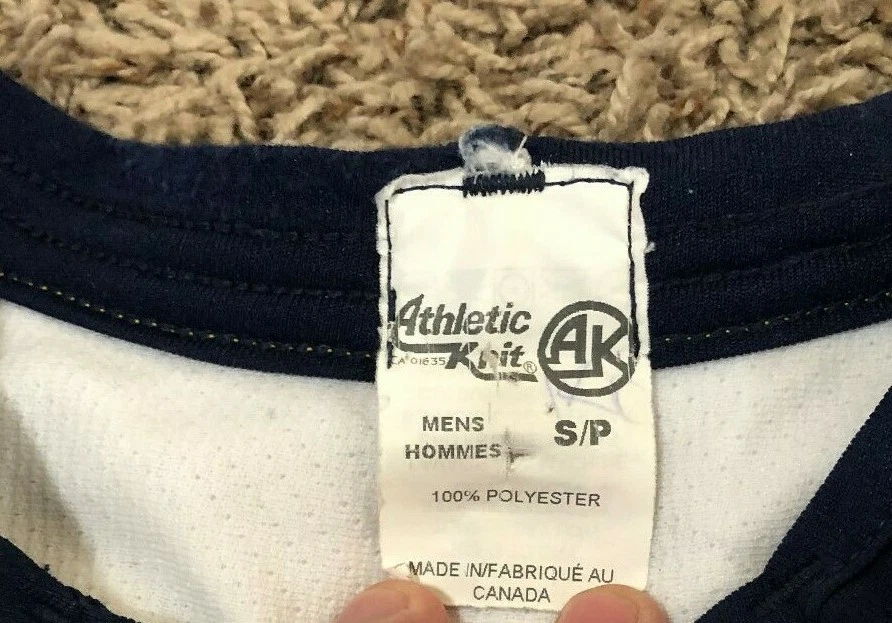 Athletic
Knit®
AK
CA 01635
MENS
HOMMES
S/P
100% POLYESTER
MADE IN/FABRIQUÉ AU
CANADA